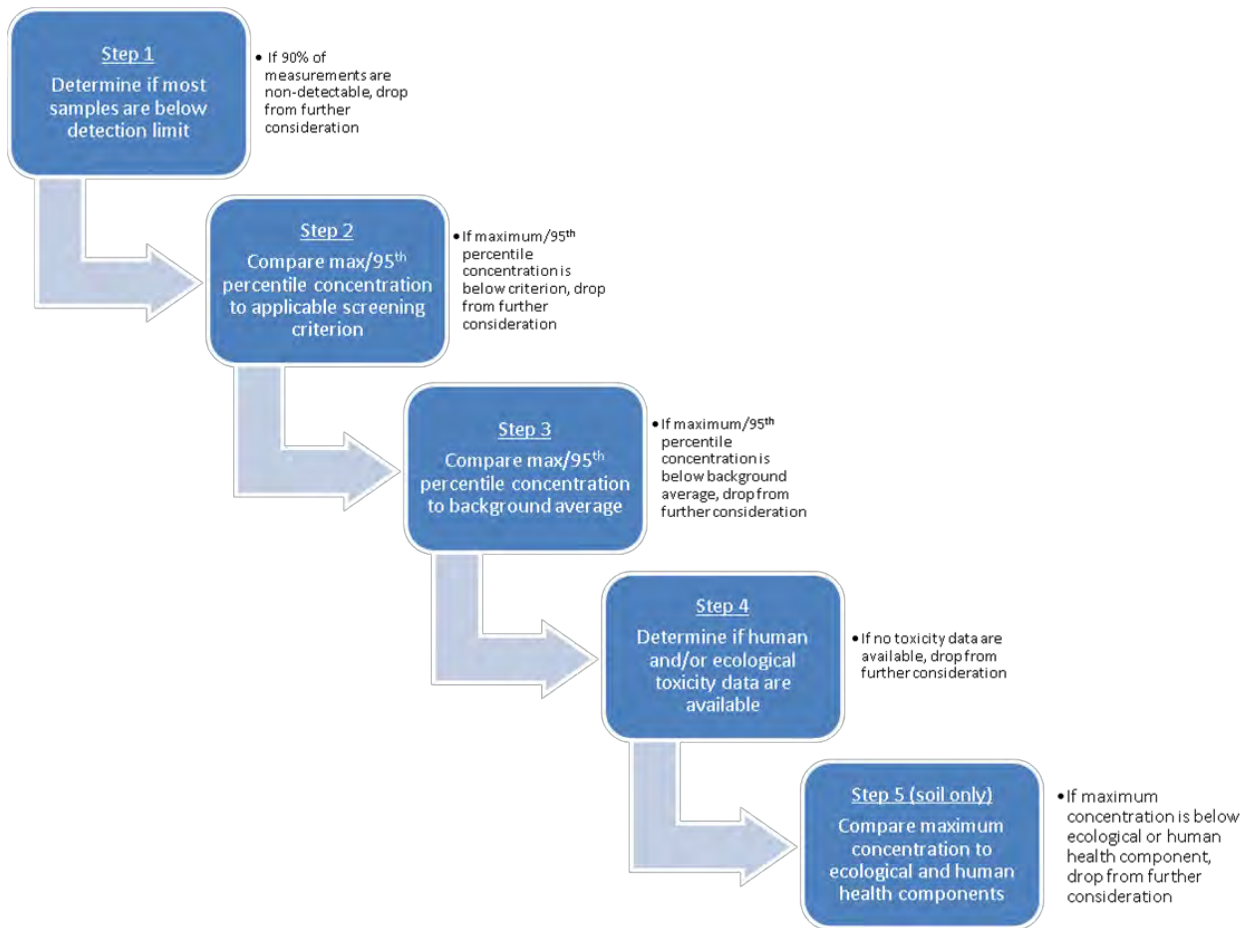 Step 1
Determine if most
samples are below
detection limit
• If 90% of
measurements are
non-detectable, drop
from further
consideration
Step 2
Compare max/95th
percentile concentration
to applicable screening
criterion
• If maximum/95th
percentile
concentration is
below criterion, drop
from further
consideration
Step 3
Compare max/95th
percentile concentration
to background average
• If maximum/95th
percentile
concentration is
below background
average, drop from
further consideration
Step 4
Determine if human
and/or ecological
toxicity data are
available
• If no toxicity data are
available, drop from
further consideration
Step 5 (soil only)
Compare maximum
concentration to
ecological and human
health components
• If maximum
concentration is below
ecological or human
health component,
drop from further
consideration